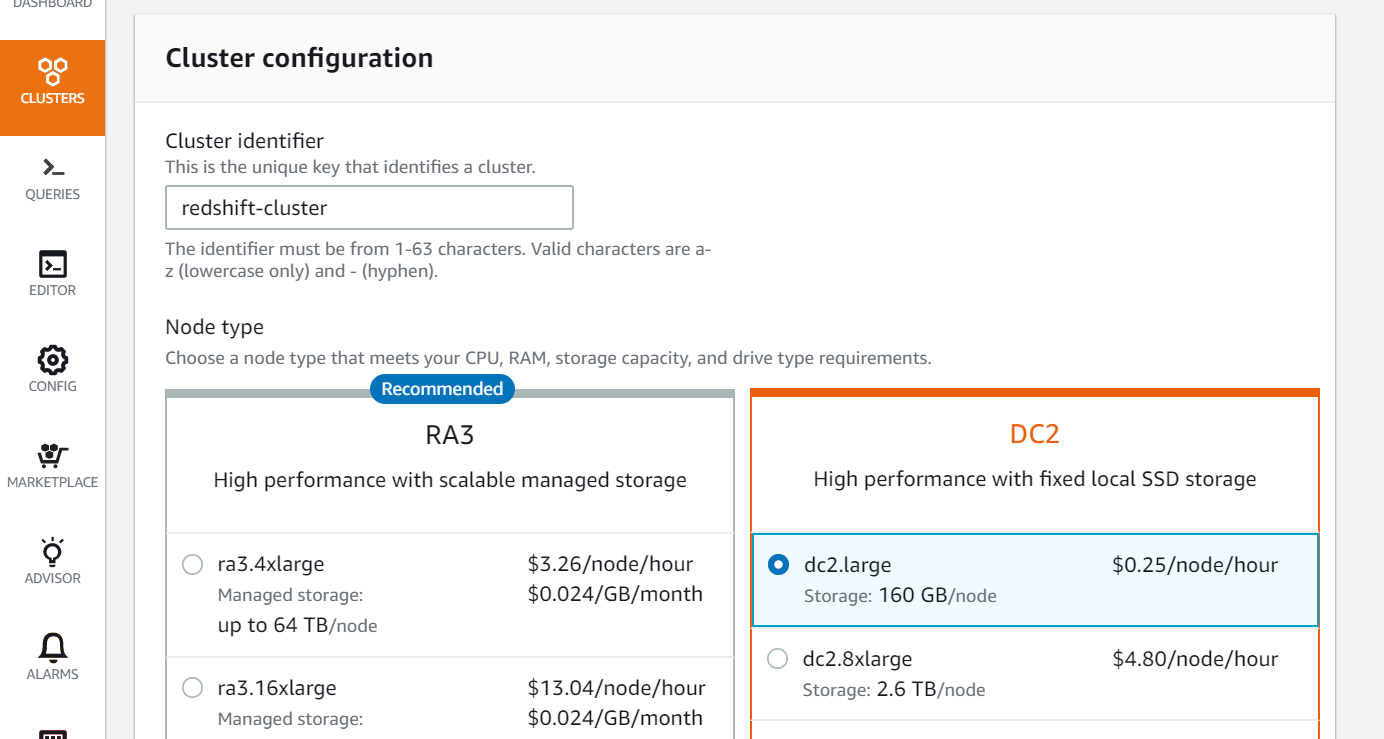 DASHBOARD
CLUSTERS
QUERIES
EDITOR
CONFIG
MARKETPLACE
ADVISOR
ALARMS
Cluster configuration
Cluster identifier
This is the unique key that identifies a cluster.
redshift-cluster
The identifier must be from 1-63 characters. Valid characters are a-
z (lowercase only) and - (hyphen).
Node type
Choose a node type that meets your CPU, RAM, storage capacity, and drive type requirements.
Recommended
RA3
High performance with scalable managed storage
ra3.4xlarge $3.26/node/hour
Managed storage: $0.024/GB/month
up to 64 TB/node
ra3.16xlarge $13.04/node/hour
Managed storage: $0.024/GB/month
DC2
High performance with fixed local SSD storage
dc2.large $0.25/node/hour
Storage: 160 GB/node
dc2.8xlarge $4.80/node/hour
Storage: 2.6 TB/node